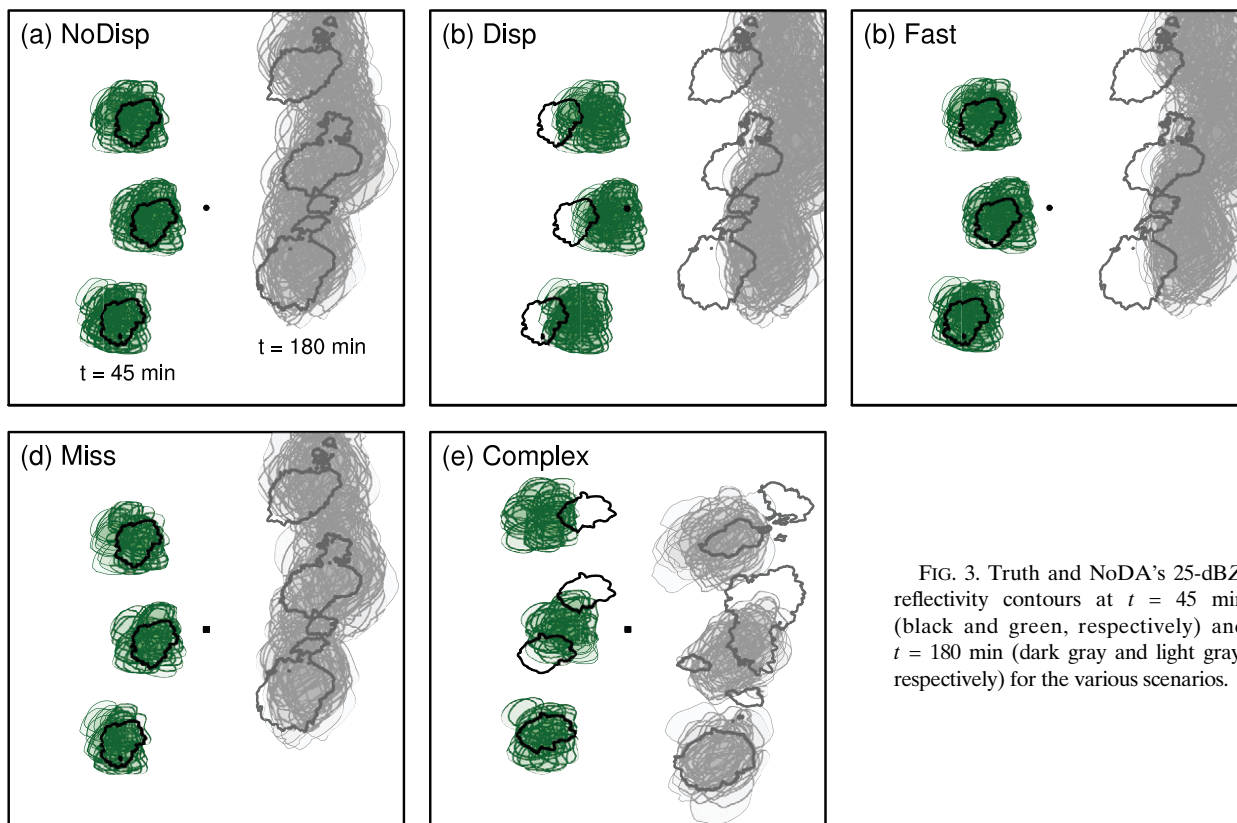 (a) NoDisp
(b) Disp
(b) Fast
t = 180 min
t = 45 min
(d) Miss
(e) Complex
FIG. 3. Truth and NoDA's 25-dBZ
reflectivity contours at t = 45 min
(black and green, respectively) and
t = 180 min (dark gray and light gray,
respectively) for the various scenarios.